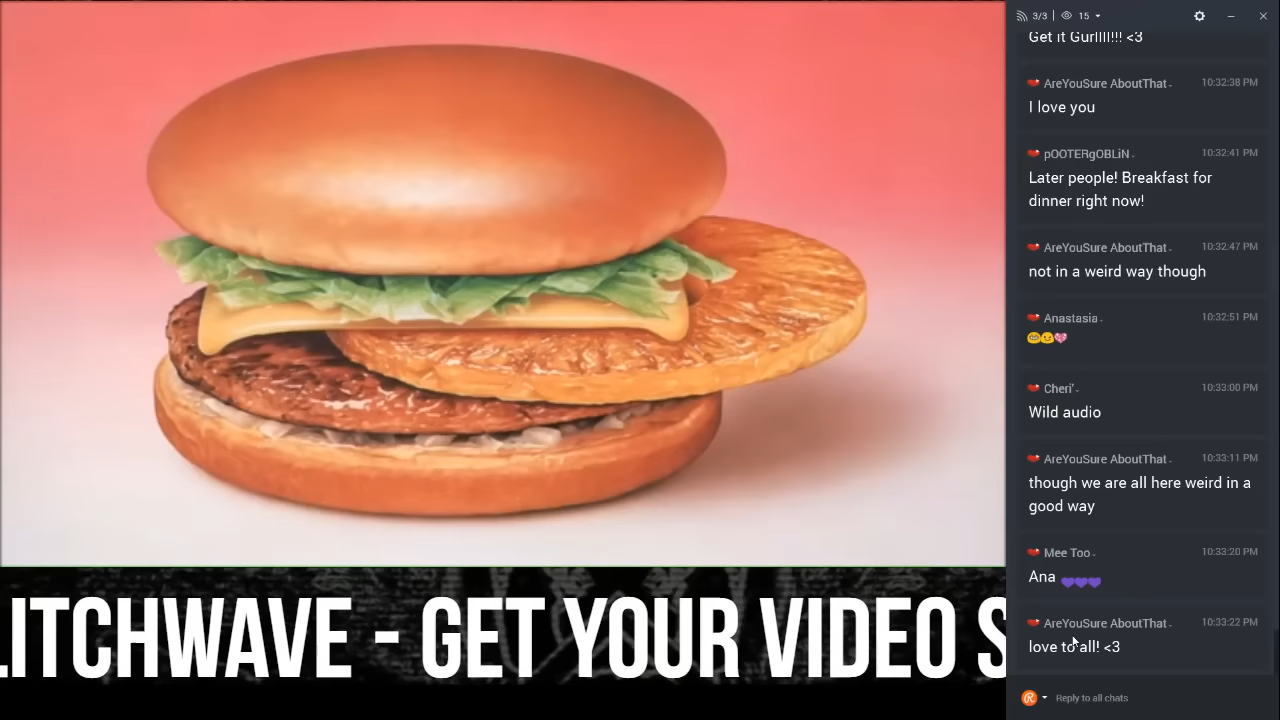 LITCHWAVE - GET YOUR VIDEO S
3/3 | 15
Get it Gurllll!!! <3
AreYouSure AboutThat - 10:32:38 PM
I love you
pOOTERgOBLiN - 10:32:41 PM
Later people! Breakfast for
dinner right now!
AreYouSure AboutThat - 10:32:47 PM
not in a weird way though
Anastasia - 10:32:51 PM
Cheri' - 10:33:00 PM
Wild audio
AreYouSure AboutThat - 10:33:11 PM
though we are all here weird in a
good way
Mee Too - 10:33:20 PM
Ana 💜💜💜
AreYouSure AboutThat - 10:33:22 PM
love to all! <3
Reply to all chats